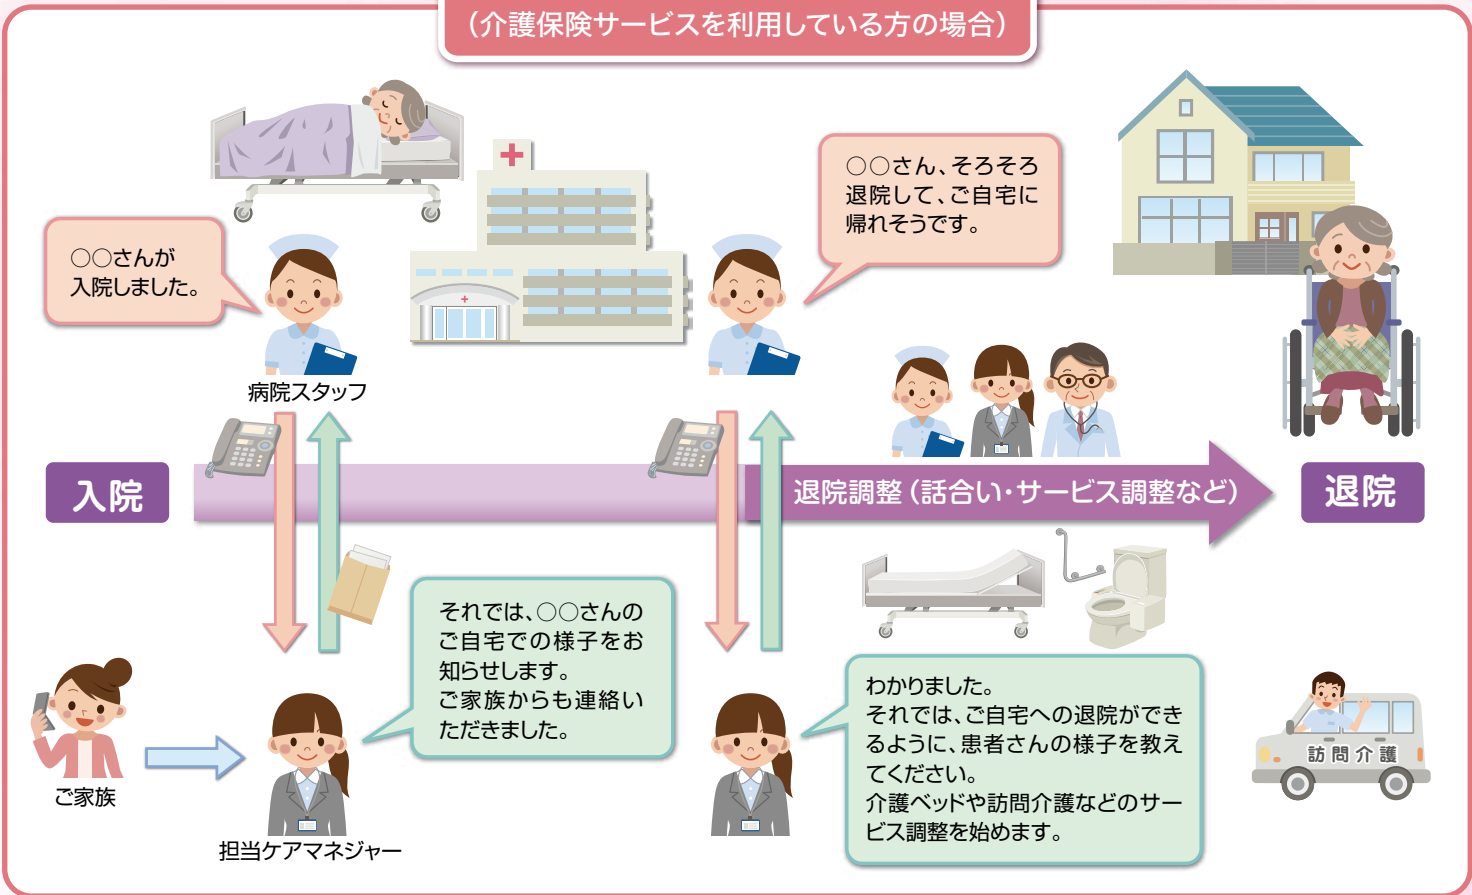 (介護保険サービスを利用している方の場合)
○○さんが
入院しました。
病院スタッフ
○○さん、そろそろ
退院して、ご自宅に
帰れそうです。
入院
退院調整(話合い・サービス調整など)
退院
それでは、○○さんの
ご自宅での様子をお
知らせします。
ご家族からも連絡い
ただきました。
ご家族
担当ケアマネジャー
わかりました。
それでは、ご自宅への退院ができ
るように、患者さんの様子を教え
てください。
介護ベッドや訪問介護などのサー
ビス調整を始めます。
訪問介護